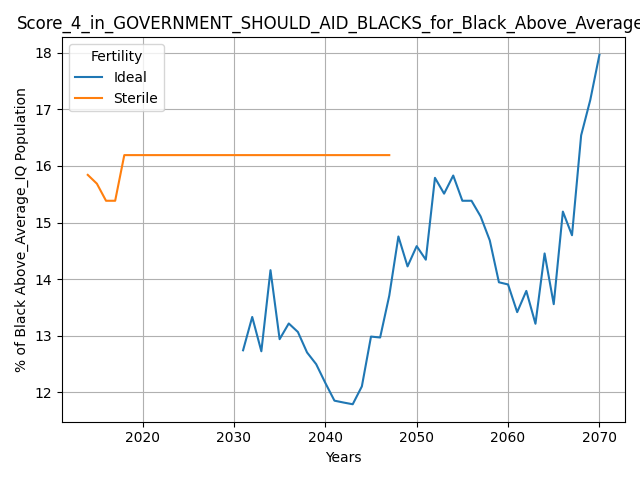 Score_4_in_GOVERNMENT_SHOULD_AID_BLACKS_for_Black_Above_Average
Fertility
Ideal
Sterile
% of Black Above_Average_IQ Population
18
17
16
15
14
13
12
2020 2030 2040 2050 2060 2070
Years